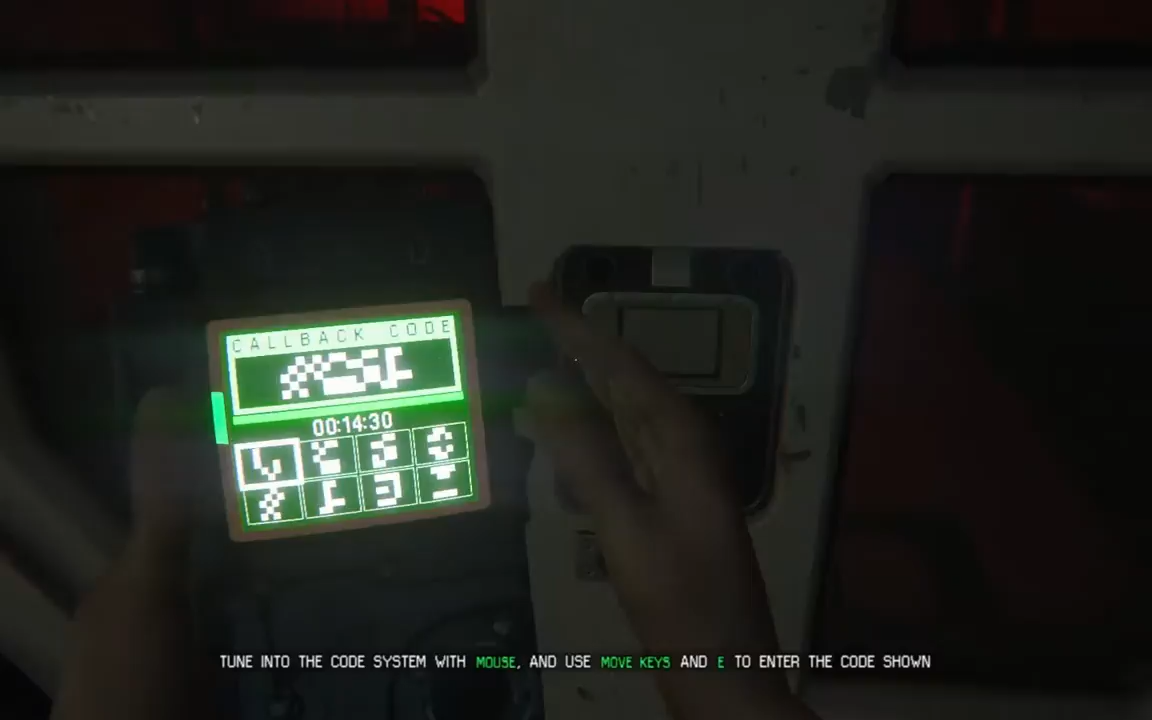 CALLBACK CODE
00:14:30
TUNE INTO THE CODE SYSTEM WITH MOUSE, AND USE MOVE KEYS AND E TO ENTER THE CODE SHOWN